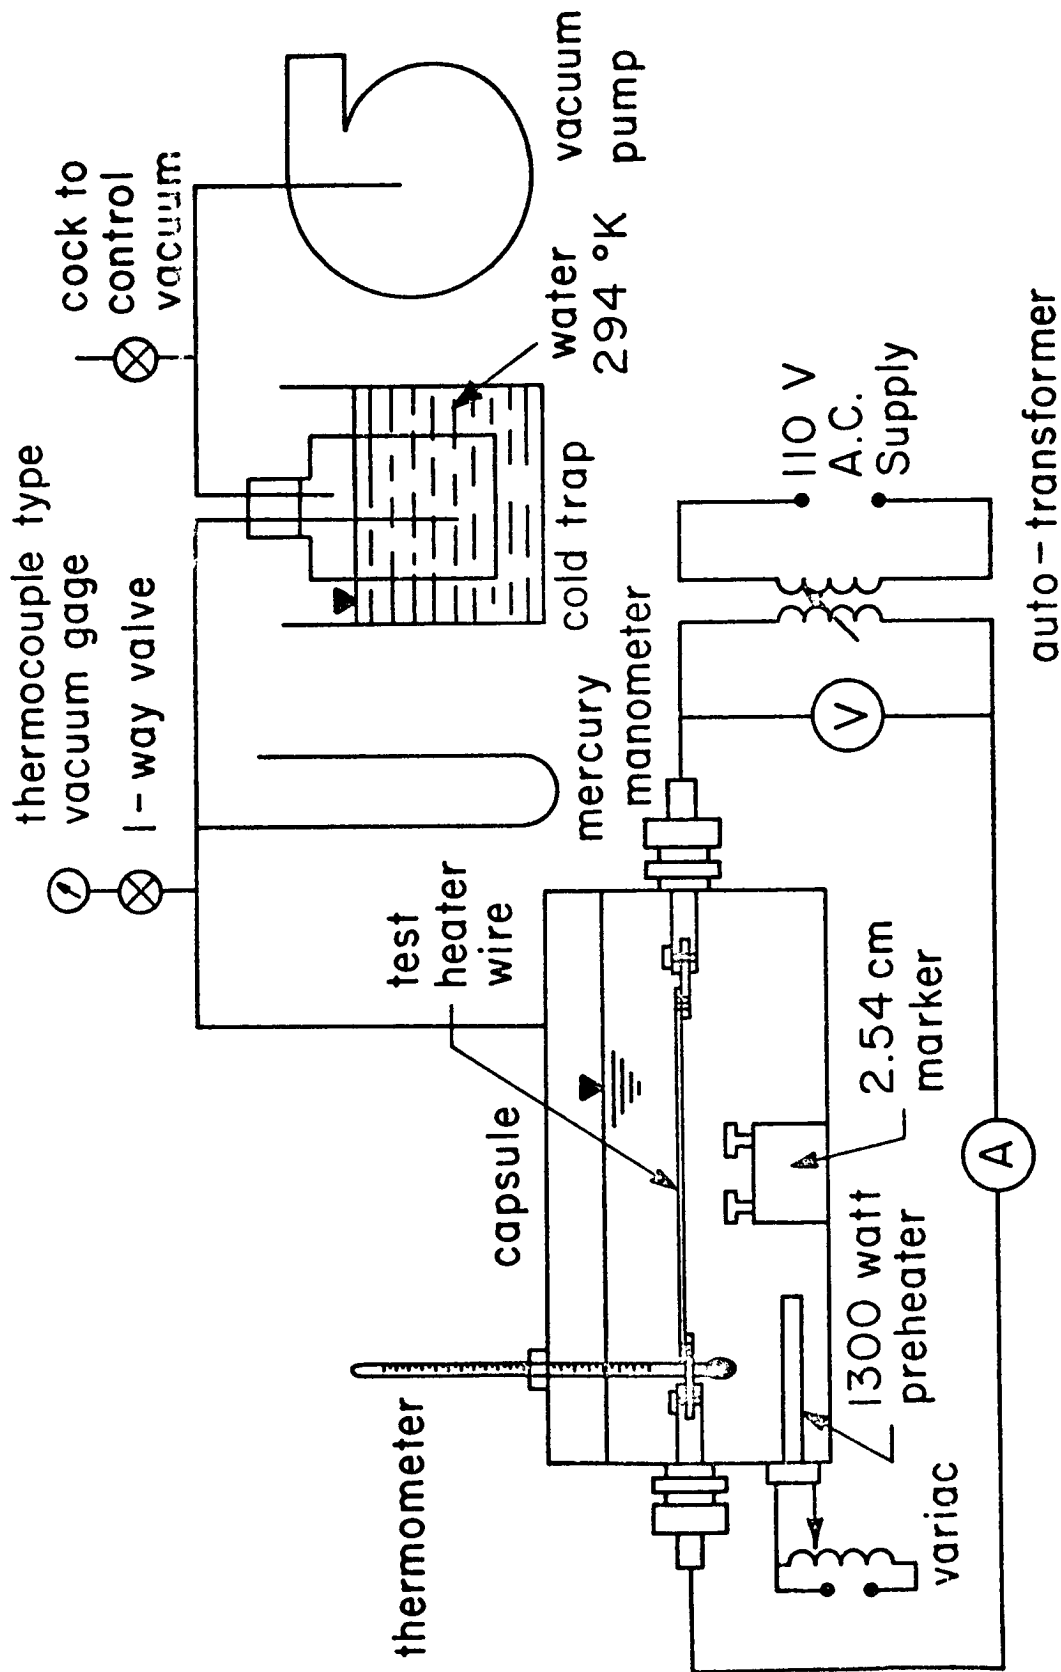 thermocouple type
vacuum gage
1-way valve
cock to
control
vacuum
thermometer
capsule
test
heater
wire
mercury
manometer
cold trap
water
294 °K
vacuum
pump
variac
1300 watt
preheater
2.54 cm
marker
A
V
110 V
A.C.
Supply
auto-transformer